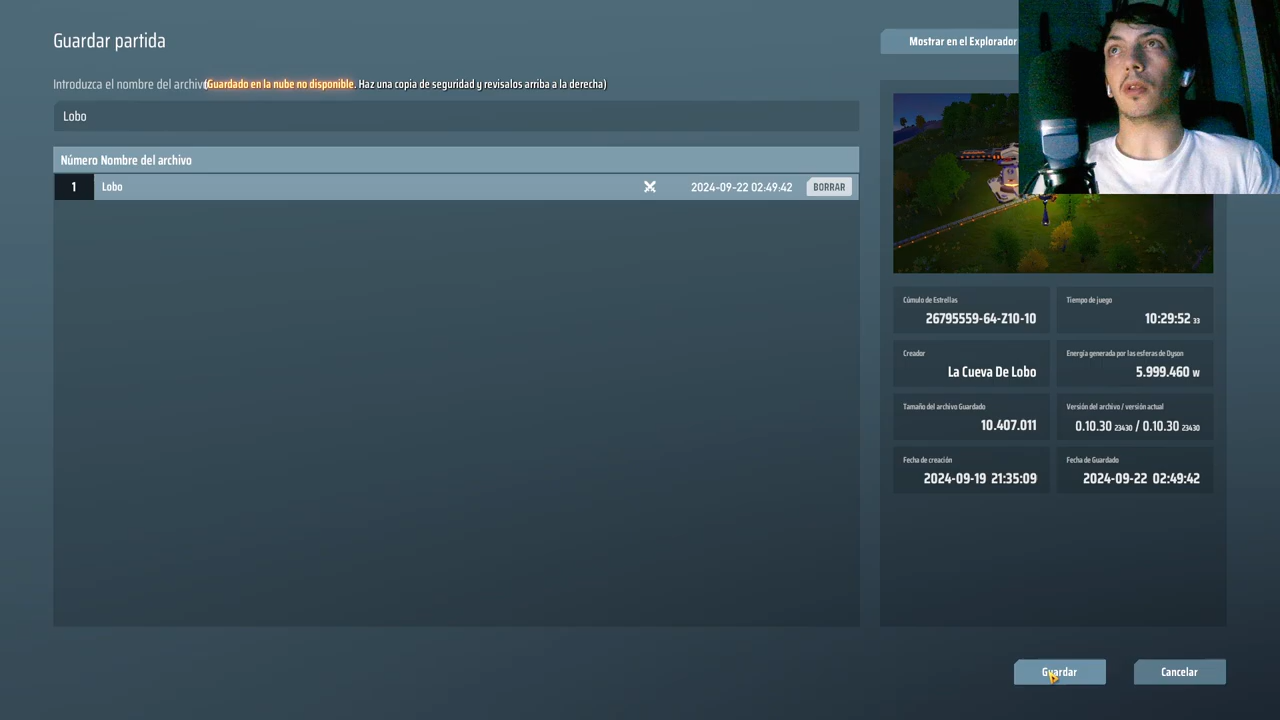 Guardar partida
Mostrar en el Explorador
Introduzca el nombre del archiv(Guardado en la nube no disponible. Haz una copia de seguridad y revisalos arriba a la derecha)
Lobo
Número Nombre del archivo
1 Lobo 2024-09-22 02:49:42 BORRAR
Cúmulo de Estrellas
26795559-64-Z10-10
Tiempo de juego
10:29:52 33
Creador
La Cueva De Lobo
Energía generada por las esferas de Dyson
5.999.460 W
Tamaño del archivo Guardado
10.407.011
Versión del archivo / versión actual
0.10.30 23430 / 0.10.30 23430
Fecha de creación
2024-09-19 21:35:09
Fecha de Guardado
2024-09-22 02:49:42
Guardar
Cancelar